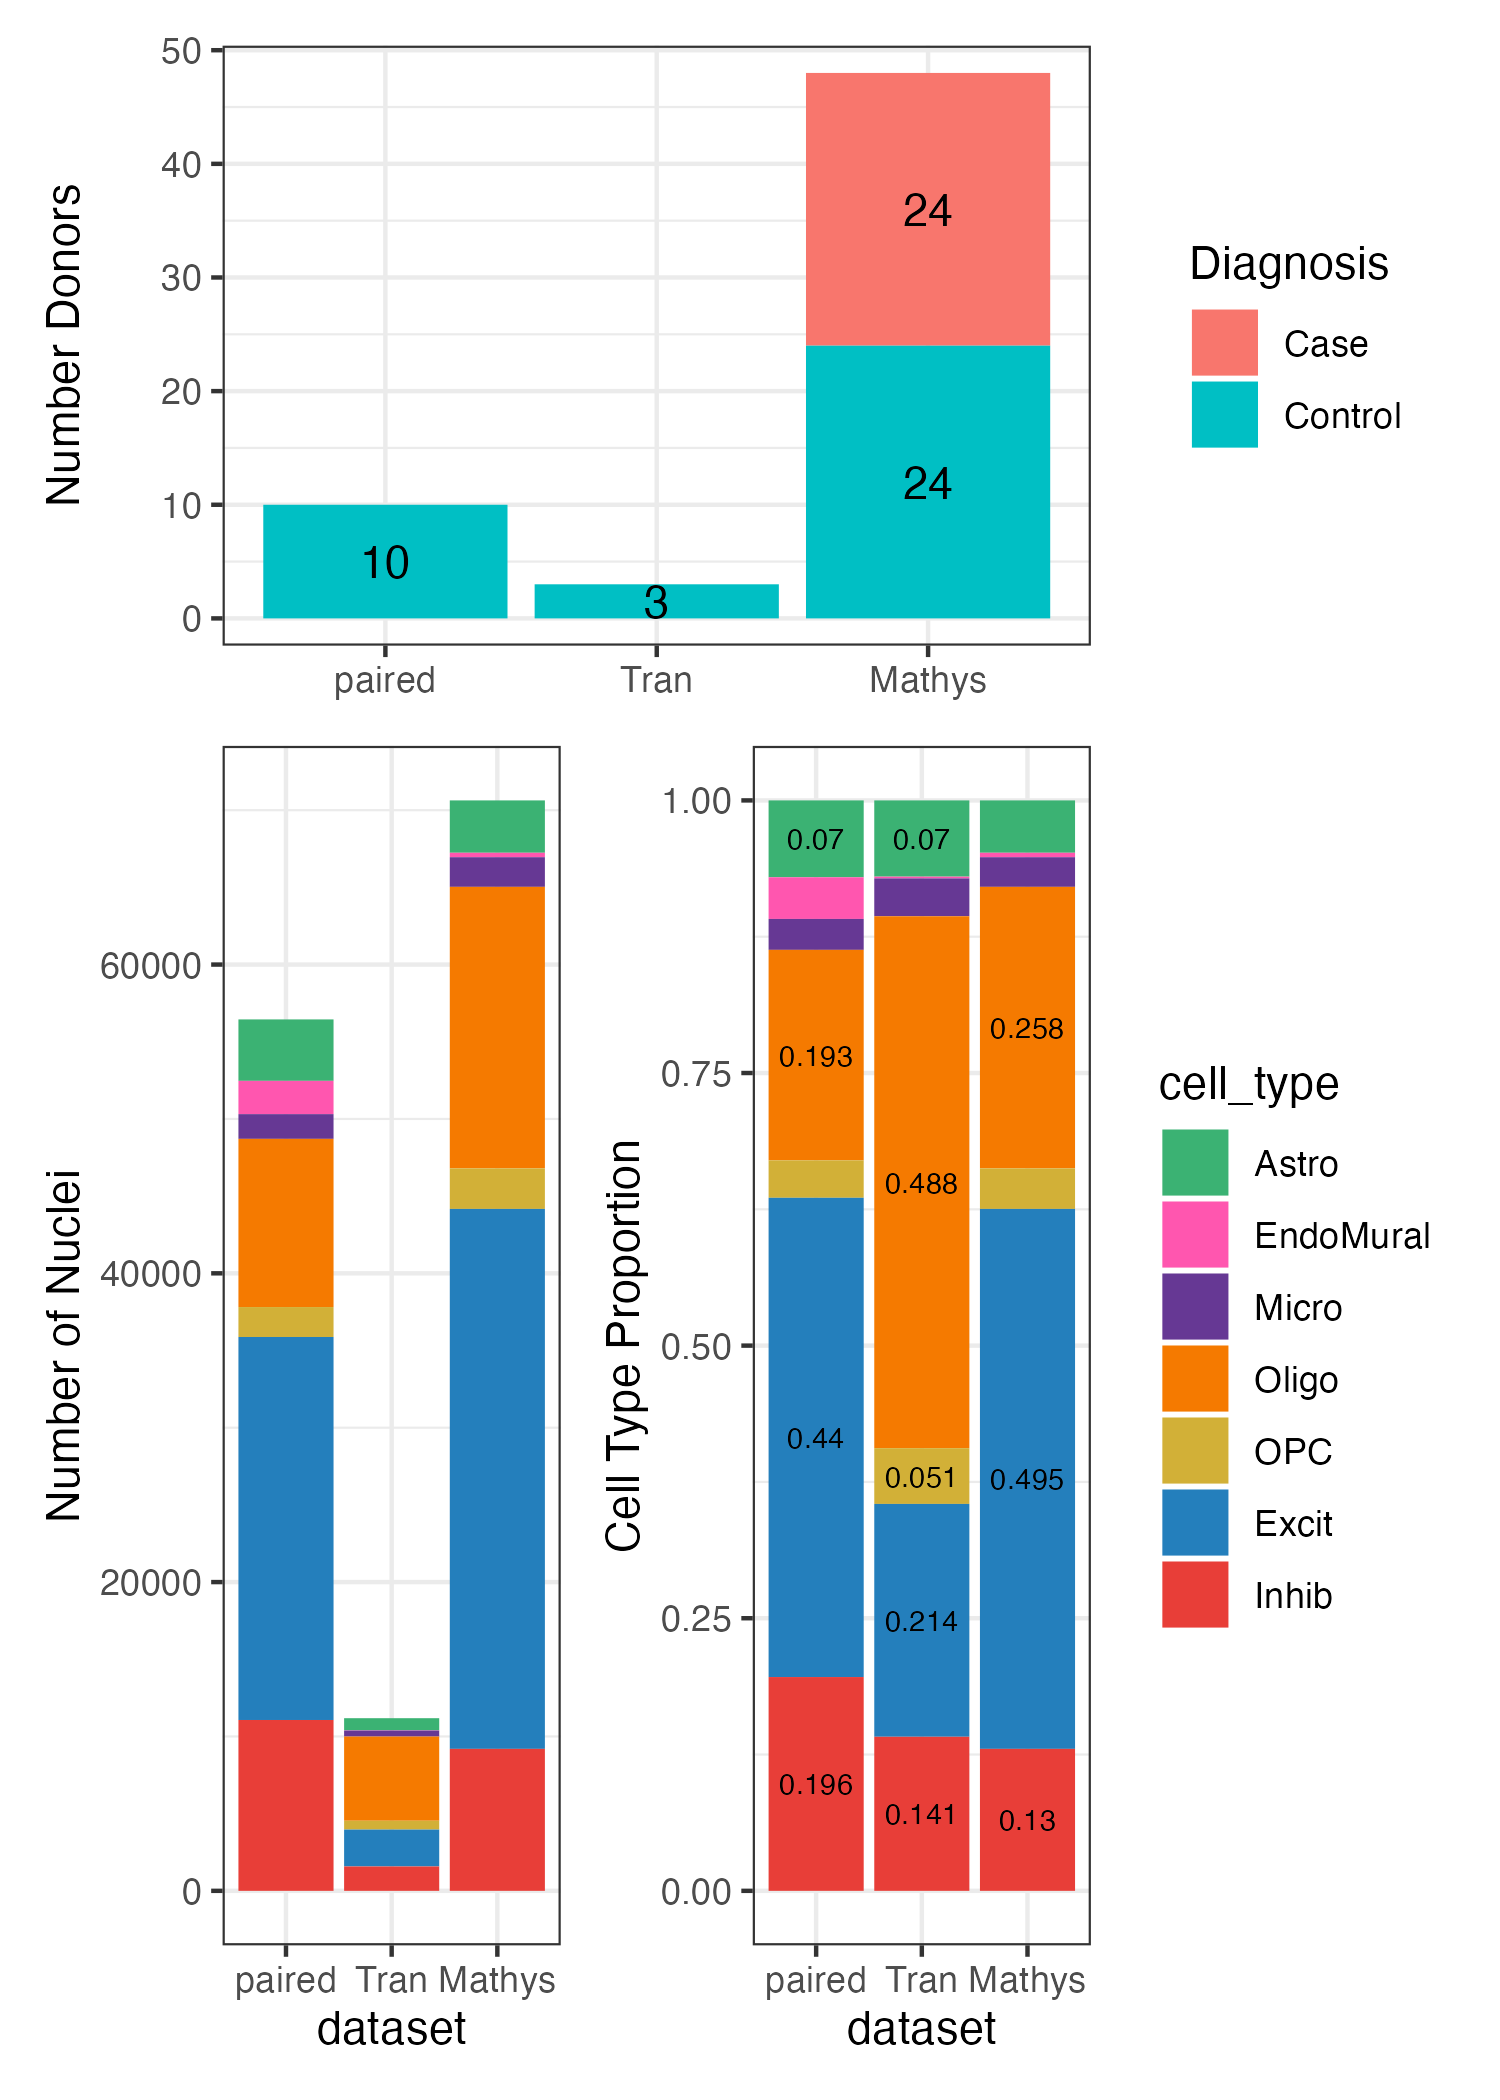 Number Donors
50
40
30
20
10
0
24
24
10
3
paired Tran Mathys
Diagnosis
Case
Control
Number of Nuclei
60000
40000
20000
0
paired Tran Mathys
dataset
Cell Type Proportion
1.00
0.75
0.50
0.25
0.00
0.07 0.07
0.193 0.488 0.258
0.051
0.44 0.214 0.495
0.196 0.141 0.13
paired Tran Mathys
dataset
cell_type
Astro
EndoMural
Micro
Oligo
OPC
Excit
Inhib